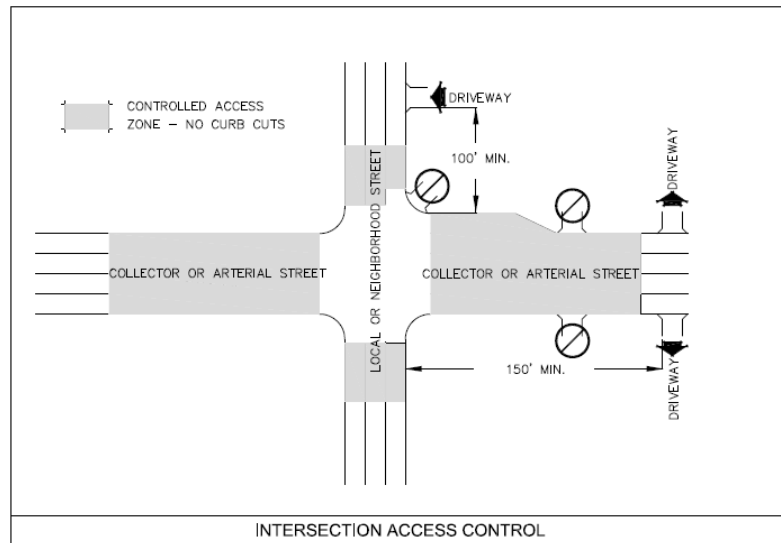 CONTROLLED ACCESS
ZONE – NO CURB CUTS
DRIVEWAY
100' MIN.
DRIVEWAY
LOCAL OR NEIGHBORHOOD STREET
COLLECTOR OR ARTERIAL STREET
COLLECTOR OR ARTERIAL STREET
150' MIN.
DRIVEWAY
INTERSECTION ACCESS CONTROL